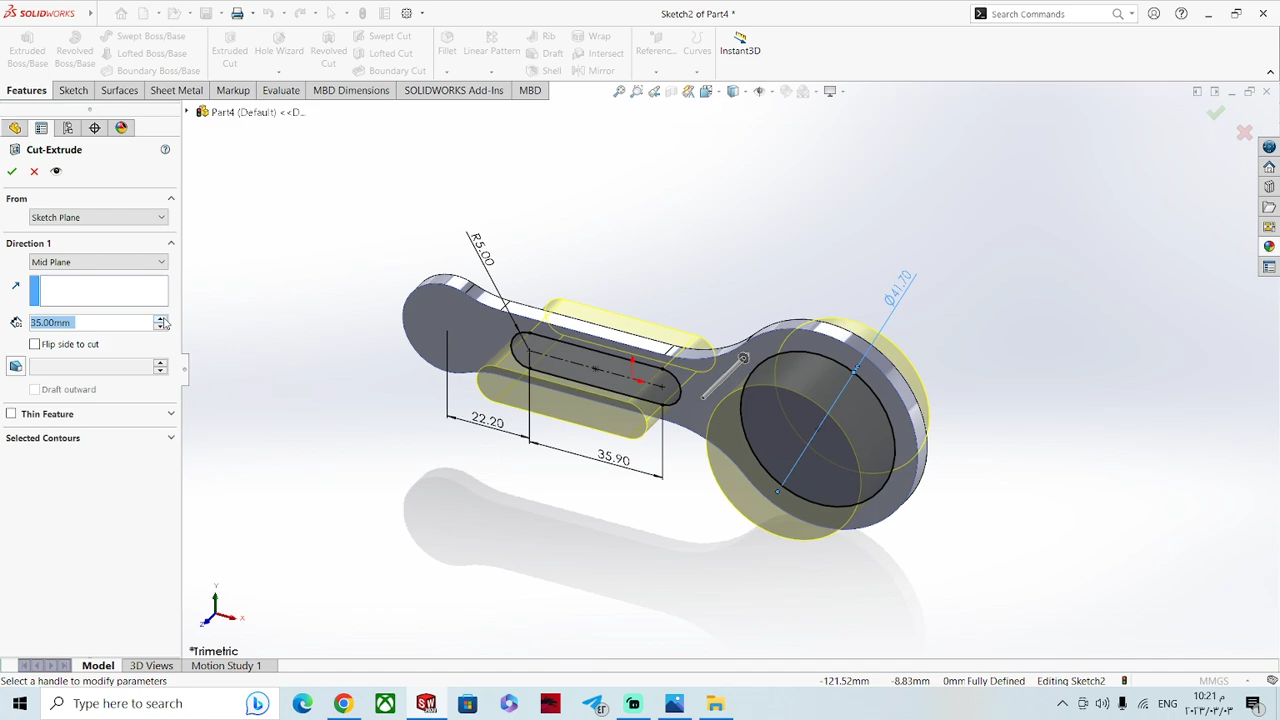 SOLIDWORKS
Sketch2 of Part4 *
Search Commands
Extruded Boss/Base
Revolved Boss/Base
Swept Boss/Base
Lofted Boss/Base
Boundary Boss/Base
Extruded Cut
Hole Wizard
Revolved Cut
Swept Cut
Lofted Cut
Boundary Cut
Fillet
Linear Pattern
Rib
Draft
Shell
Wrap
Intersect
Mirror
Referenc...
Curves
Instant3D
Features
Sketch
Surfaces
Sheet Metal
Markup
Evaluate
MBD Dimensions
SOLIDWORKS Add-Ins
MBD
Part4 (Default) <<D...
Cut-Extrude
From
Sketch Plane
Direction 1
Mid Plane
35.00mm
Flip side to cut
Draft outward
Thin Feature
Selected Contours
R5.00
Ø41.70
22.20
35.90
Y
X
Z
*Trimetric
Model
3D Views
Motion Study 1
Select a handle to modify parameters
-121.52mm
-8.83mm
0mm Fully Defined
Editing Sketch2
MMGS
Type here to search
ENG
10:21 م
٢٠٢٣/٠٣/٠٣